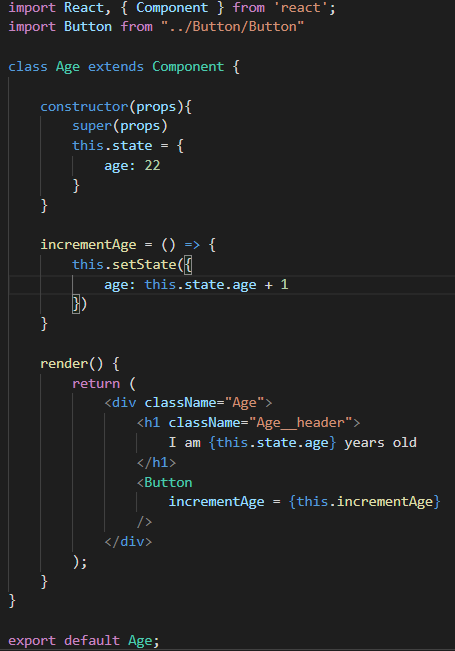 import React, { Component } from 'react';
import Button from "../Button/Button"

class Age extends Component {

    constructor(props){
        super(props)
        this.state = {
            age: 22
        }
    }

    incrementAge = () => {
        this.setState({
            age: this.state.age + 1
        })
    }

    render() {
        return (
            <div className="Age">
                <h1 className="Age__header">
                    I am {this.state.age} years old
                </h1>
                <Button
                    incrementAge = {this.incrementAge}
                />
            </div>
        );
    }
}

export default Age;